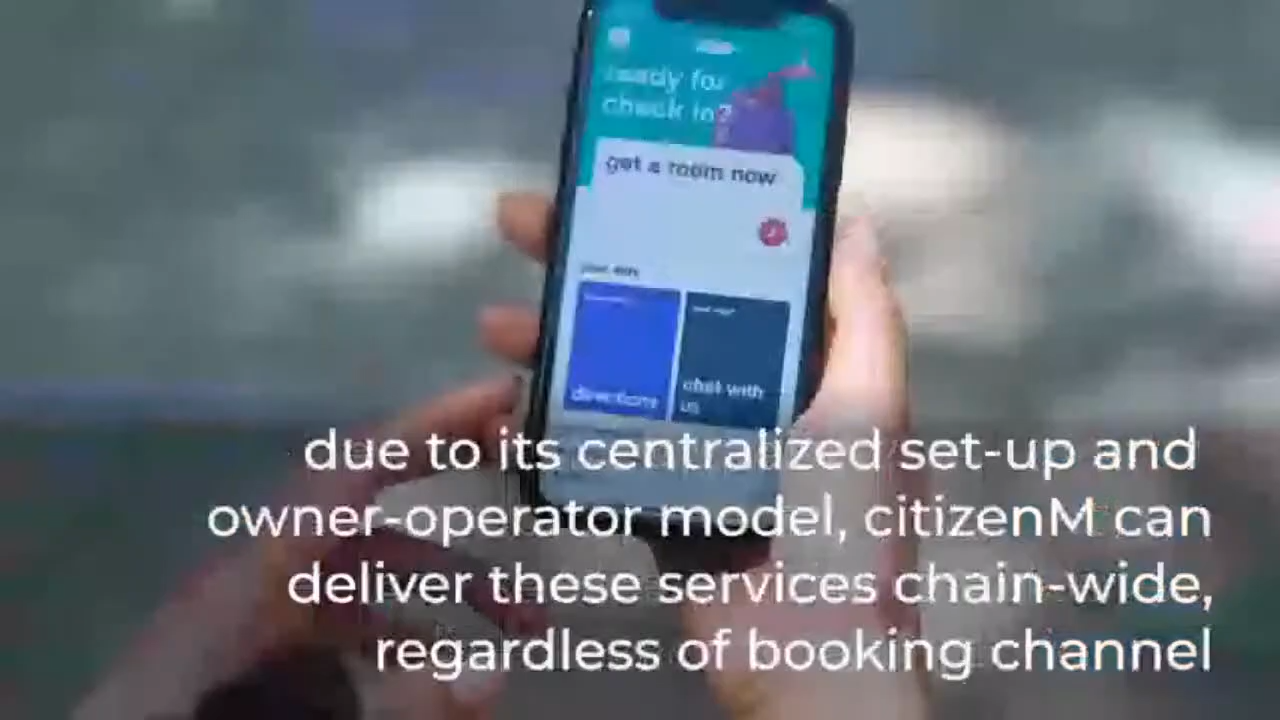 ready for
check in?
get a room now
directions
chat with
us
due to its centralized set-up and
owner-operator model, citizenM can
deliver these services chain-wide,
regardless of booking channel